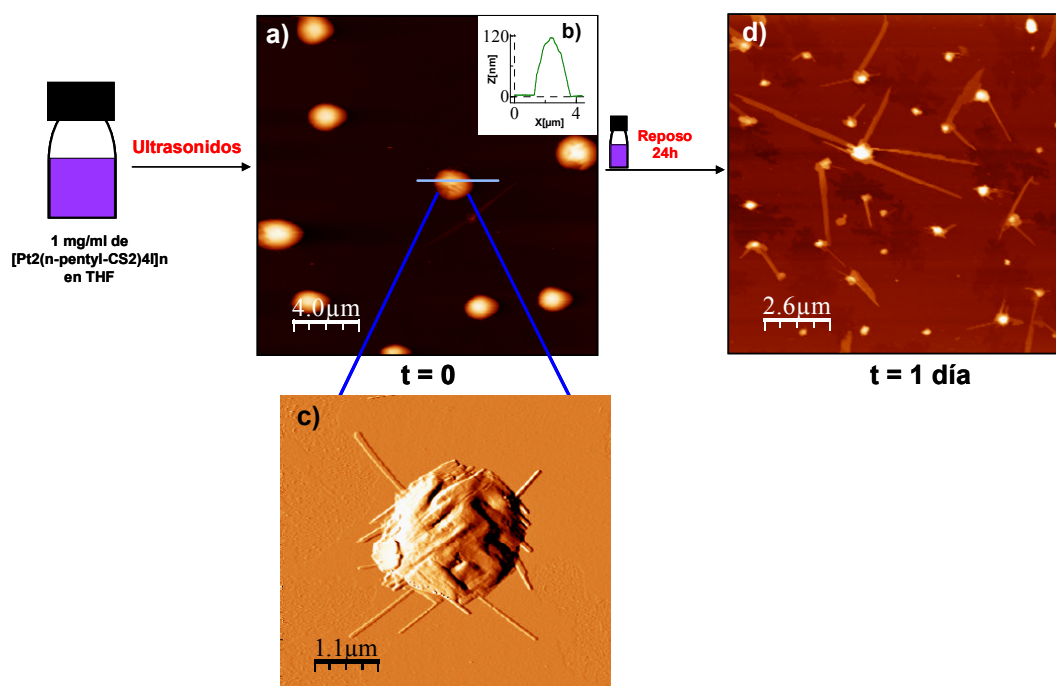 Ultrasonidos
1 mg/ml de
[Pt2(n-pentyl-CS2)4I]n
en THF
a)
b)
120
Z[nm]
0
0
4
X[µm]
4.0µm
t = 0
Reposo
24h
d)
2.6µm
t = 1 día
c)
1.1µm